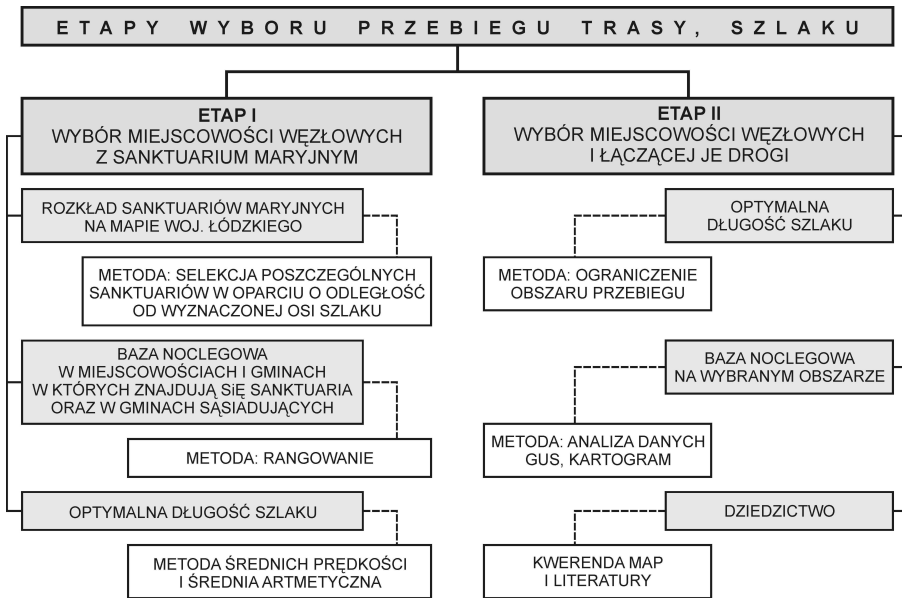 ETAPY WYBORU PRZEBIEGU TRASY, SZLAKU
ETAP I
WYBÓR MIEJSCOWOŚCI WĘZŁOWYCH
Z SANKTUARIUM MARYJNYM
ROZKŁAD SANKTUARIÓW MARYJNYCH
NA MAPIE WOJ. ŁÓDZKIEGO
METODA: SELEKCJA POSZCZEGÓLNYCH
SANKTUARIÓW W OPARCIU O ODLEGŁOŚĆ
OD WYZNACZONEJ OSI SZLAKU
BAZA NOCLEGOWA
W MIEJSCOWOŚCIACH I GMINACH
W KTÓRYCH ZNAJDUJĄ SiĘ SANKTUARIA
ORAZ W GMINACH SĄSIADUJĄCYCH
METODA: RANGOWANIE
OPTYMALNA DŁUGOŚĆ SZLAKU
METODA ŚREDNICH PRĘDKOŚCI
I ŚREDNIA ARTMETYCZNA
ETAP II
WYBÓR MIEJSCOWOŚCI WĘZŁOWYCH
I ŁĄCZĄCEJ JE DROGI
OPTYMALNA
DŁUGOŚĆ SZLAKU
METODA: OGRANICZENIE
OBSZARU PRZEBIEGU
BAZA NOCLEGOWA
NA WYBRANYM OBSZARZE
METODA: ANALIZA DANYCH
GUS, KARTOGRAM
DZIEDZICTWO
KWERENDA MAP
I LITERATURY